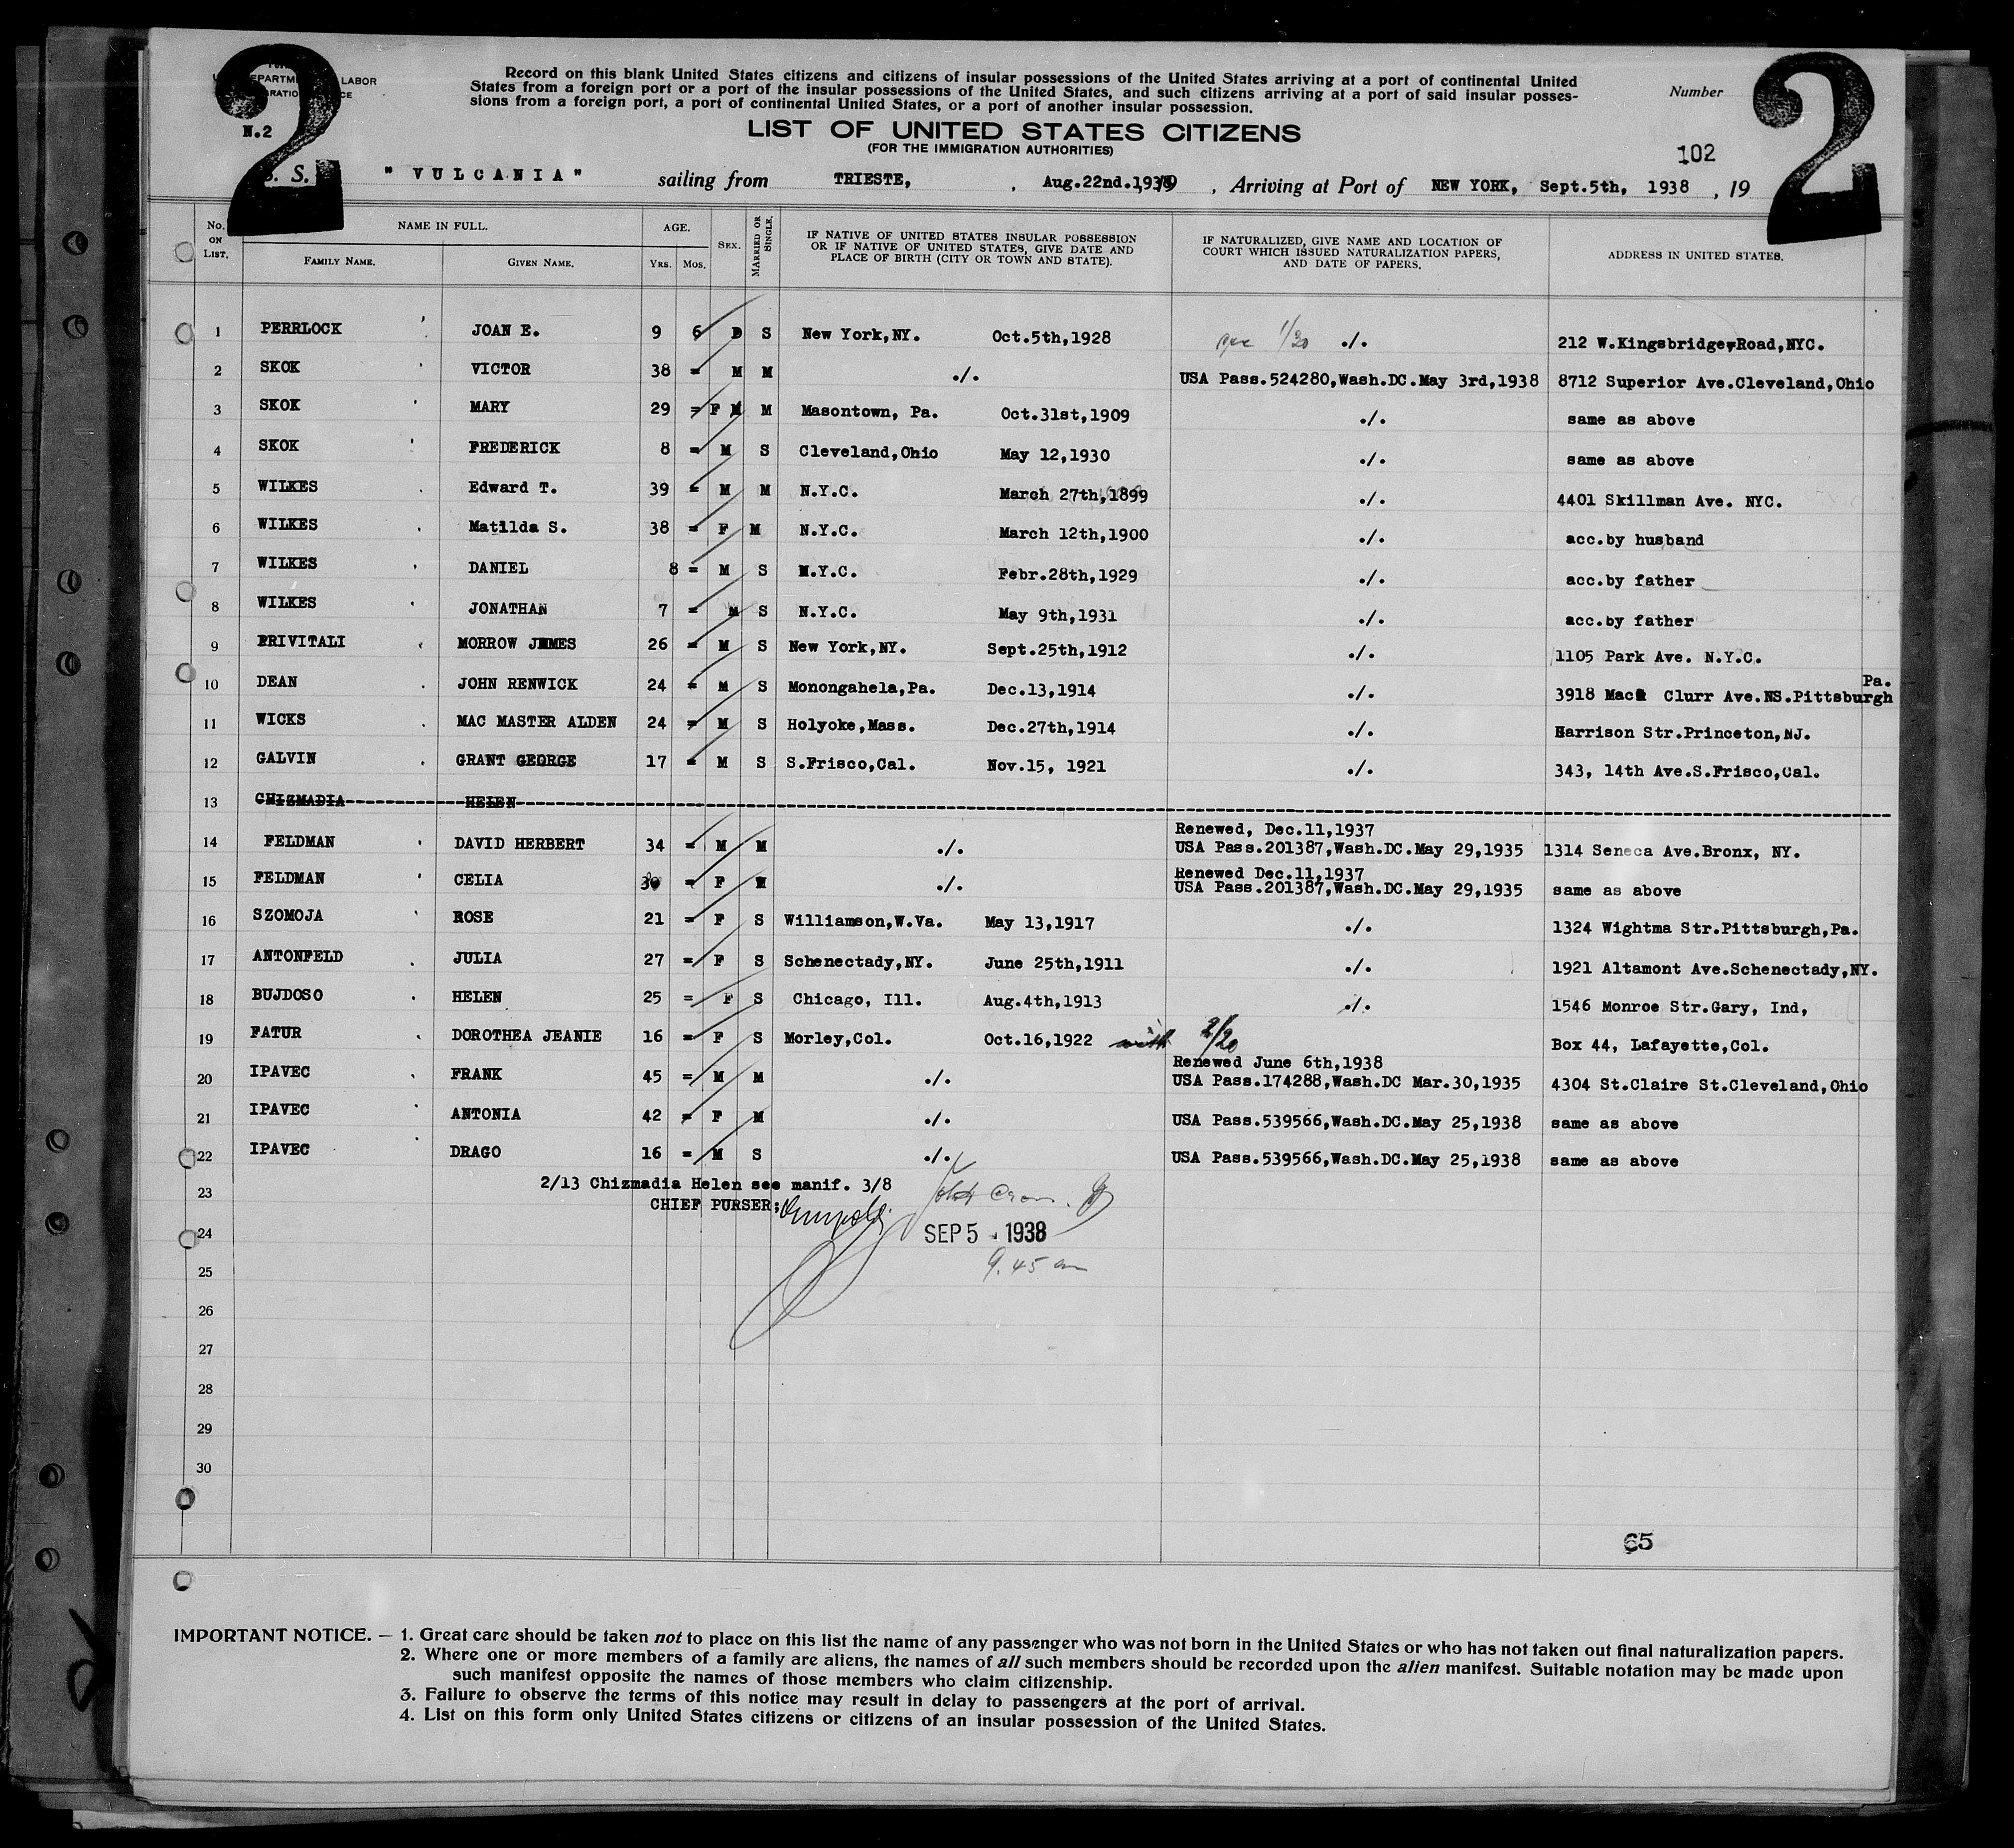 2
2
LABOR
N.2
Record on this blank United States citizens and citizens of insular possessions of the United States arriving at a port of continental United
States from a foreign port or a port of the insular possessions of the United States, and such citizens arriving at a port of said insular posses-
sions from a foreign port, a port of continental United States, or a port of another insular possession.
Number
LIST OF UNITED STATES CITIZENS
(FOR THE IMMIGRATION AUTHORITIES)
102
S. S. " VULCANIA" sailing from TRIESTE, , Aug.22nd.1938 , Arriving at Port of NEW YORK, Sept.5th, 1938 , 19
No. ON LIST. NAME IN FULL. FAMILY NAME. GIVEN NAME. AGE. YRS. MOS. SEX. MARRIED OR SINGLE. IF NATIVE OF UNITED STATES INSULAR POSSESSION OR IF NATIVE OF UNITED STATES, GIVE DATE AND PLACE OF BIRTH (CITY OR TOWN AND STATE). IF NATURALIZED, GIVE NAME AND LOCATION OF COURT WHICH ISSUED NATURALIZATION PAPERS, AND DATE OF PAPERS. ADDRESS IN UNITED STATES.
1 PERRLOCK JOAN E. 9 6 S New York,NY. Oct.5th,1928 1/20 ./. 212 W.Kingsbridge Road,NYC.
2 SKOK VICTOR 38 = M M ./. USA Pass.524280,Wash.DC.May 3rd,1938 8712 Superior Ave.Cleveland,Ohio
3 SKOK MARY 29 = F M M Masontown, Pa. Oct.31st,1909 ./. same as above
4 SKOK FREDERICK 8 = M S Cleveland,Ohio May 12,1930 ./. same as above
5 WILKES Edward T. 39 = M M N.Y.C. March 27th,1899 ./. 4401 Skillman Ave. NYC.
6 WILKES Matilda S. 38 = F M N.Y.C. March 12th,1900 ./. acc.by husband
7 WILKES DANIEL 8 = M S N.Y.C. Febr.28th,1929 ./. acc.by father
8 WILKES JONATHAN 7 = M S N.Y.C. May 9th,1931 ./. acc.by father
9 PRIVITALI MORROW JMMES 26 = M S New York,NY. Sept.25th,1912 ./. 1105 Park Ave. N.Y.C.
10 DEAN JOHN RENWICK 24 = M S Monongahela,Pa. Dec.13,1914 ./. 3918 Mac Clurr Ave.NS.Pittsburgh Pa.
11 WICKS MAC MASTER ALDEN 24 = M S Holyoke,Mass. Dec.27th,1914 ./. Harrison Str.Princeton,NJ.
12 GALVIN GRANT GEORGE 17 = M S S.Frisco,Cal. Nov.15, 1921 ./. 343, 14th Ave.S.Frisco,Cal.
13 CHIZMADIA HELEN
14 FELDMAN DAVID HERBERT 34 = M M ./. Renewed, Dec.11,1937 USA Pass.201387,Wash.DC.May 29,1935 1314 Seneca Ave.Bronx, NY.
15 FELDMAN CELIA 30 = F M ./. Renewed Dec.11,1937 USA Pass.201387,Wash.DC.May 29,1935 same as above
16 SZOMOJA ROSE 21 = F S Williamson,W.Va. May 13,1917 ./. 1324 Wightma Str.Pittsburgh,Pa.
17 ANTONFELD JULIA 27 = F S Schenectady,NY. June 25th,1911 ./. 1921 Altamont Ave.Schenectady,NY.
18 BUJDOSO HELEN 25 = F S Chicago, Ill. Aug.4th,1913 ./. 1546 Monroe Str.Gary, Ind,
19 FATUR DOROTHEA JEANIE 16 = F S Morley,Col. Oct.16,1922 with 2/20 Box 44, Lafayette,Col.
20 IPAVEC FRANK 45 = M M ./. Renewed June 6th,1938 USA Pass.174288,Wash.DC Mar.30,1935 4304 St.Claire St.Cleveland,Ohio
21 IPAVEC ANTONIA 42 = F M ./. USA Pass.539566,Wash.DC.May 25,1938 same as above
22 IPAVEC DRAGO 16 = M S ./. USA Pass.539566,Wash.DC.May 25,1938 same as above
2/13 Chizmadia Helen see manif. 3/8
23
CHIEF PURSER:
24 SEP 5 1938
9.45 am
25
26
27
28
29
30
65
IMPORTANT NOTICE. — 1. Great care should be taken not to place on this list the name of any passenger who was not born in the United States or who has not taken out final naturalization papers.
2. Where one or more members of a family are aliens, the names of all such members should be recorded upon the alien manifest. Suitable notation may be made upon
such manifest opposite the names of those members who claim citizenship.
3. Failure to observe the terms of this notice may result in delay to passengers at the port of arrival.
4. List on this form only United States citizens or citizens of an insular possession of the United States.